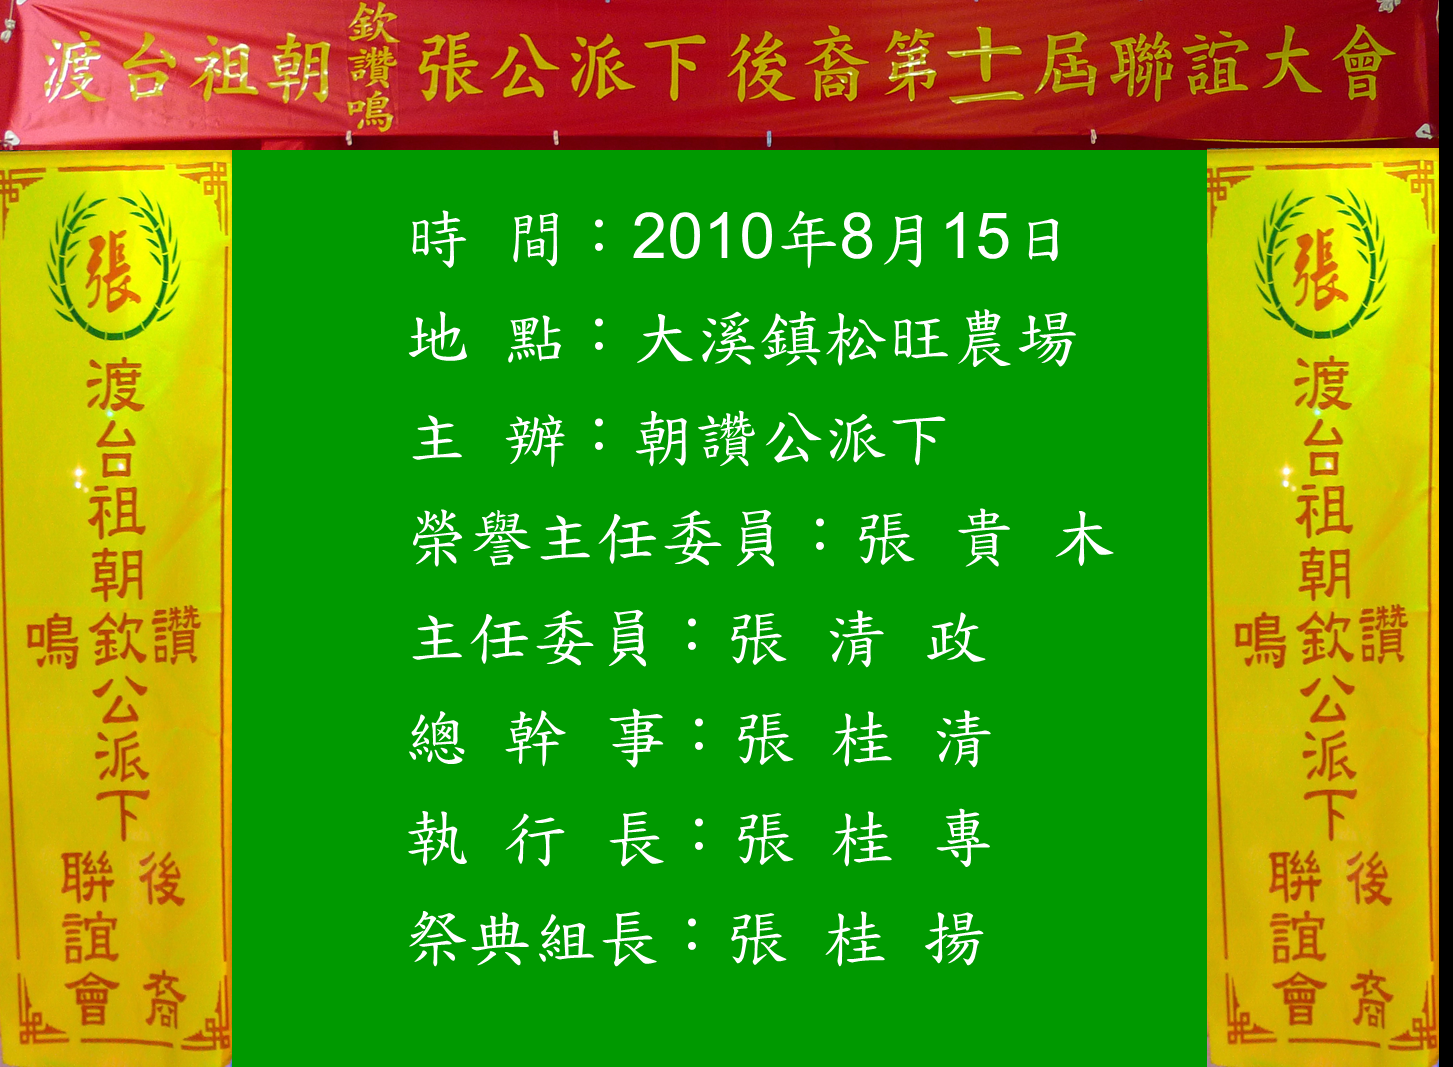 渡台祖朝欽讚鳴張公派下後裔第十一屆聯誼大會
張
渡台祖朝
讚欽鳴
公派下
後裔
聯誼會
時 間：2010年8月15日
地 點：大溪鎮松旺農場
主 辦：朝讚公派下
榮譽主任委員：張 貴 木
主任委員：張 清 政
總 幹 事：張 桂 清
執 行 長：張 桂 專
祭典組長：張 桂 揚
張
渡台祖朝
讚欽鳴
公派下
後裔
聯誼會